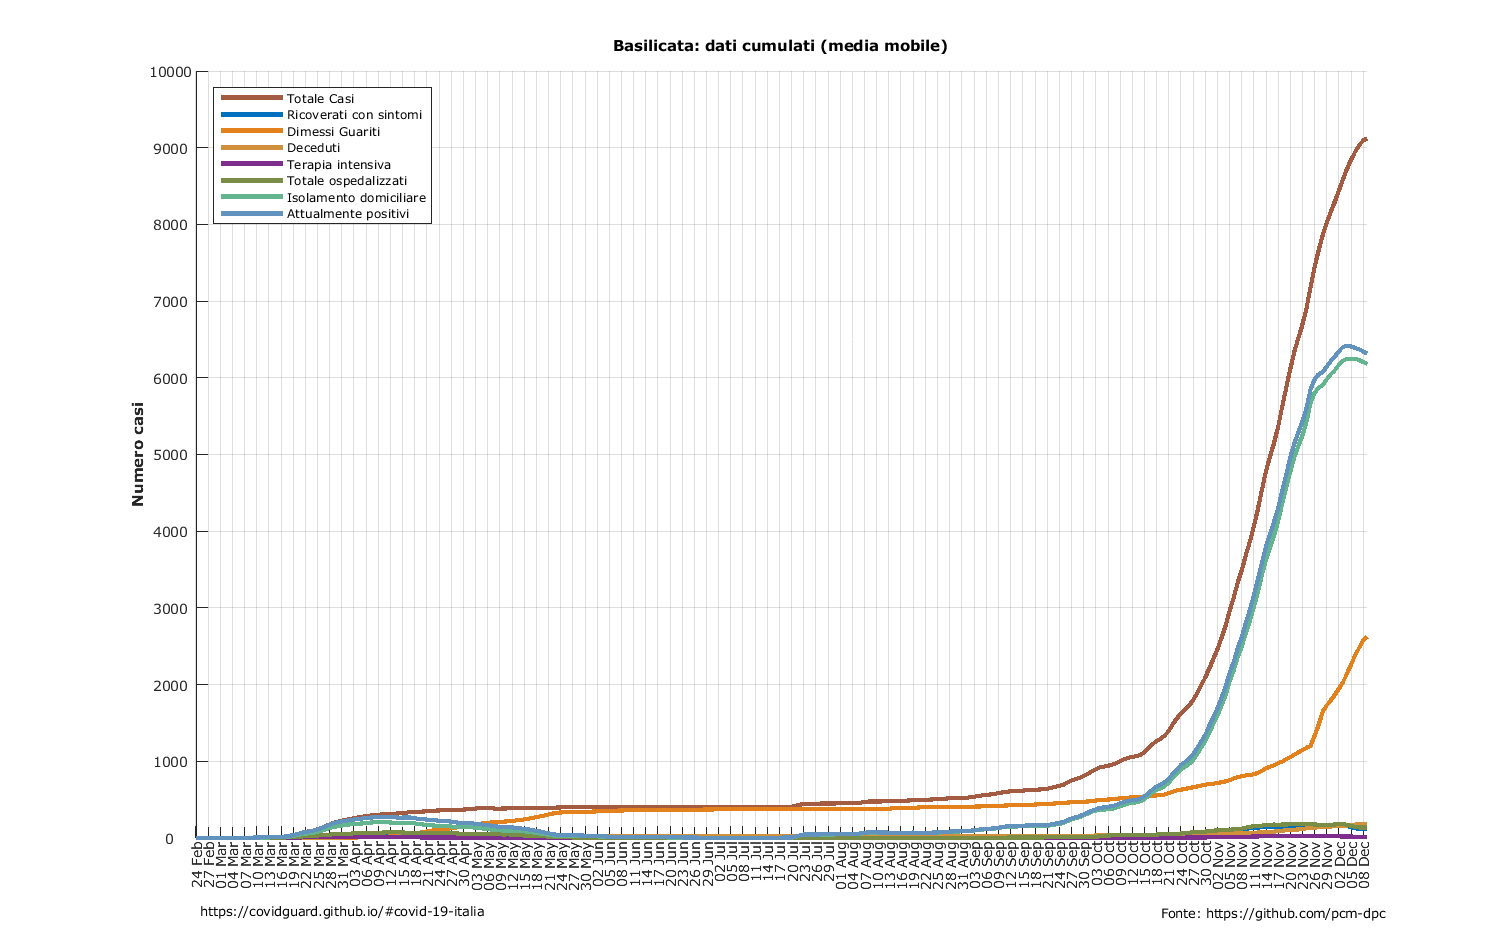 Basilicata: dati cumulati (media mobile)
10000
9000
8000
7000
6000
5000
4000
3000
2000
1000
0
Numero casi
Totale Casi
Ricoverati con sintomi
Dimessi Guariti
Deceduti
Terapia intensiva
Totale ospedalizzati
Isolamento domiciliare
Attualmente positivi
24 Feb
27 Feb
01 Mar
04 Mar
07 Mar
10 Mar
13 Mar
16 Mar
19 Mar
22 Mar
25 Mar
28 Mar
31 Mar
03 Apr
06 Apr
09 Apr
12 Apr
15 Apr
18 Apr
21 Apr
24 Apr
27 Apr
30 Apr
03 May
06 May
09 May
12 May
15 May
18 May
21 May
24 May
27 May
30 May
02 Jun
05 Jun
08 Jun
11 Jun
14 Jun
17 Jun
20 Jun
23 Jun
26 Jun
29 Jun
02 Jul
05 Jul
08 Jul
11 Jul
14 Jul
17 Jul
20 Jul
23 Jul
26 Jul
29 Jul
01 Aug
04 Aug
07 Aug
10 Aug
13 Aug
16 Aug
19 Aug
22 Aug
25 Aug
28 Aug
31 Aug
03 Sep
06 Sep
09 Sep
12 Sep
15 Sep
18 Sep
21 Sep
24 Sep
27 Sep
30 Sep
03 Oct
06 Oct
09 Oct
12 Oct
15 Oct
18 Oct
21 Oct
24 Oct
27 Oct
30 Oct
02 Nov
05 Nov
08 Nov
11 Nov
14 Nov
17 Nov
20 Nov
23 Nov
26 Nov
29 Nov
02 Dec
05 Dec
08 Dec
https://covidguard.github.io/#covid-19-italia
Fonte: https://github.com/pcm-dpc